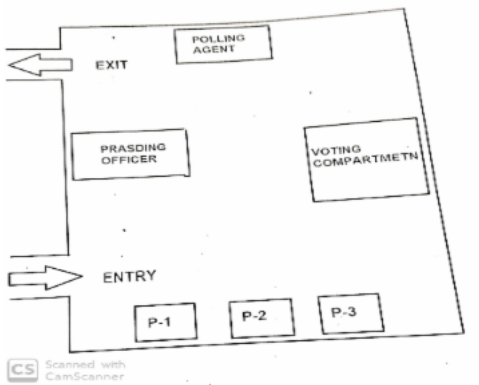 POLLING
AGENT
EXIT
PRASDING
OFFICER
VOTING
COMPARTMETN
ENTRY
P-1
P-2
P-3
CS Scanned with
CamScanner